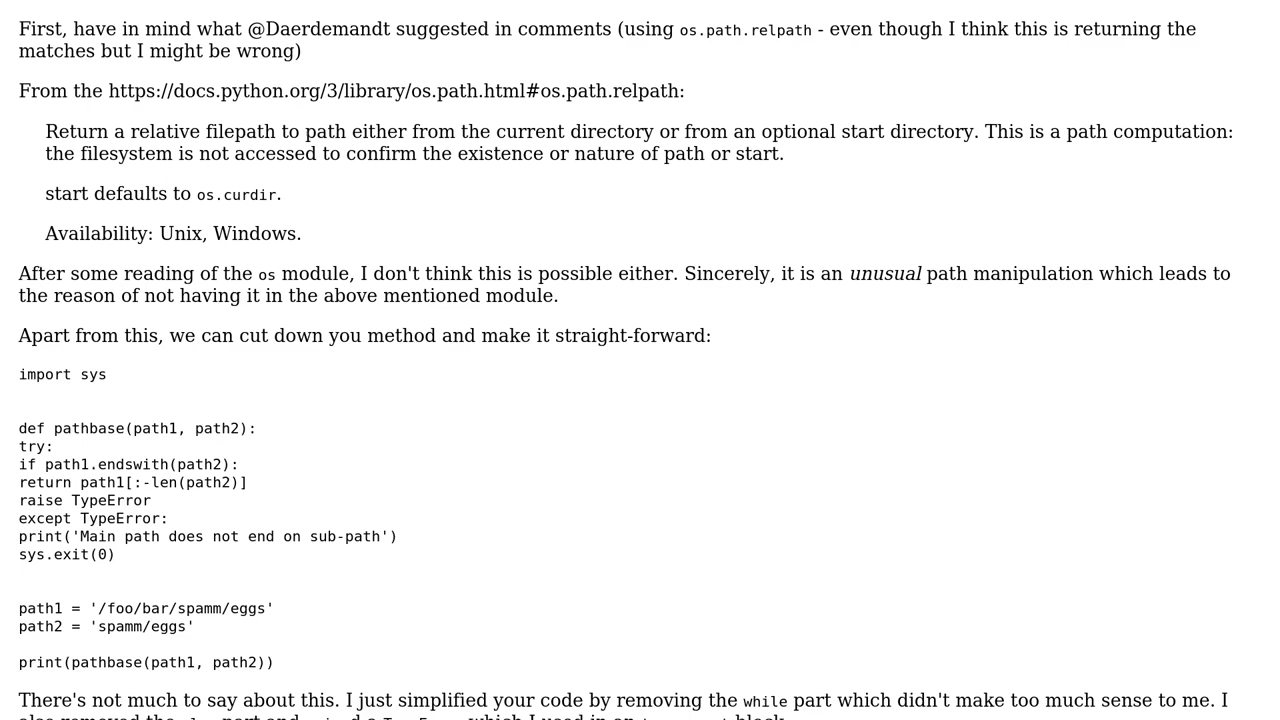 First, have in mind what @Daerdemandt suggested in comments (using os.path.relpath - even though I think this is returning the
matches but I might be wrong)
From the https://docs.python.org/3/library/os.path.html#os.path.relpath:
Return a relative filepath to path either from the current directory or from an optional start directory. This is a path computation:
the filesystem is not accessed to confirm the existence or nature of path or start.
start defaults to os.curdir.
Availability: Unix, Windows.
After some reading of the os module, I don't think this is possible either. Sincerely, it is an unusual path manipulation which leads to
the reason of not having it in the above mentioned module.
Apart from this, we can cut down you method and make it straight-forward:
import sys
def pathbase(path1, path2):
try:
if path1.endswith(path2):
return path1[:-len(path2)]
raise TypeError
except TypeError:
print('Main path does not end on sub-path')
sys.exit(0)
path1 = '/foo/bar/spamm/eggs'
path2 = 'spamm/eggs'
print(pathbase(path1, path2))
There's not much to say about this. I just simplified your code by removing the while part which didn't make too much sense to me. I
also removed the part and a which I used in an block